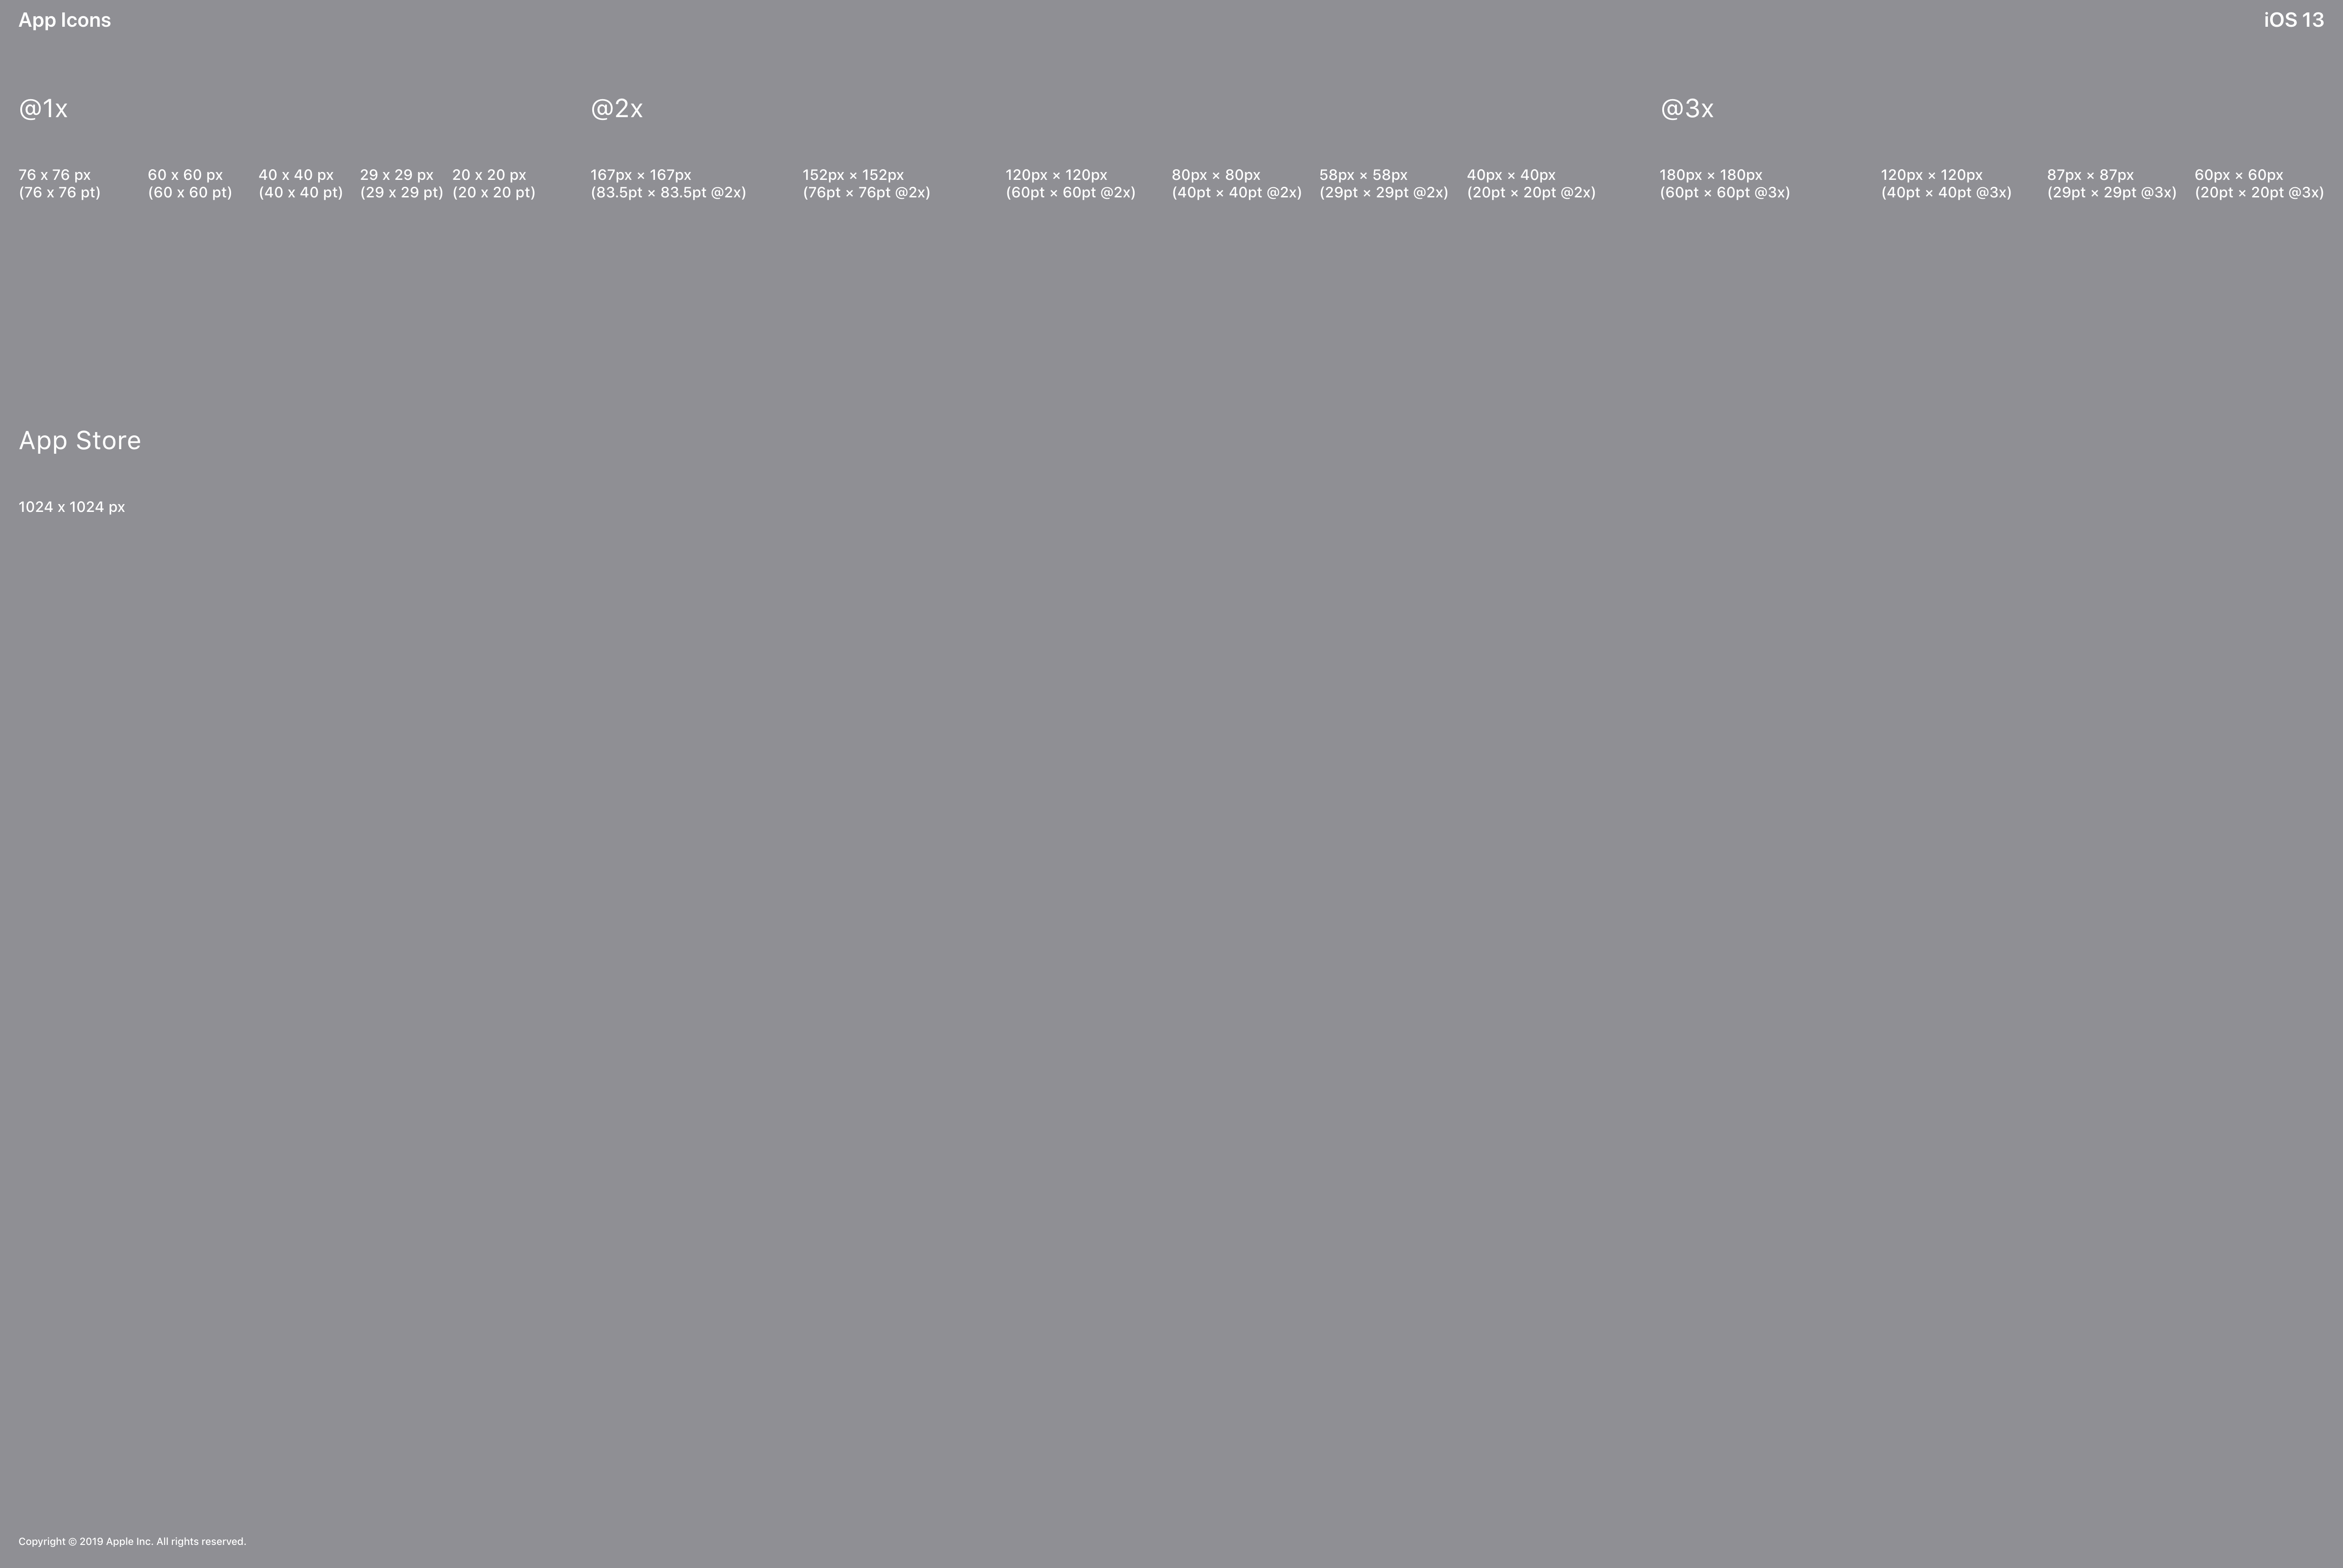 App Icons
iOS 13
@1x
@2x
@3x
76 x 76 px
(76 x 76 pt)
60 x 60 px
(60 x 60 pt)
40 x 40 px
(40 x 40 pt)
29 x 29 px
(29 x 29 pt)
20 x 20 px
(20 x 20 pt)
167px × 167px
(83.5pt × 83.5pt @2x)
152px × 152px
(76pt × 76pt @2x)
120px × 120px
(60pt × 60pt @2x)
80px × 80px
(40pt × 40pt @2x)
58px × 58px
(29pt × 29pt @2x)
40px × 40px
(20pt × 20pt @2x)
180px × 180px
(60pt × 60pt @3x)
120px × 120px
(40pt × 40pt @3x)
87px × 87px
(29pt × 29pt @3x)
60px × 60px
(20pt × 20pt @3x)
App Store
1024 x 1024 px
Copyright © 2019 Apple Inc. All rights reserved.